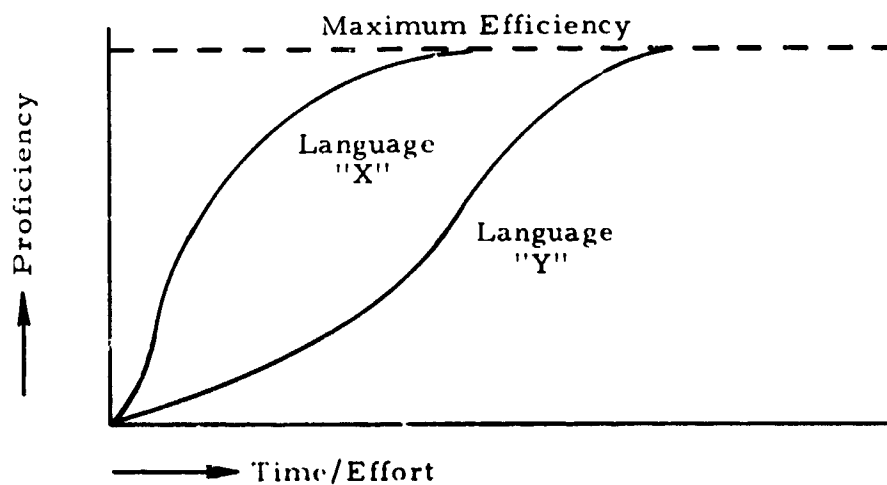 Maximum Efficiency
Language
"X"
Language
"Y"
Proficiency
Time/Effort